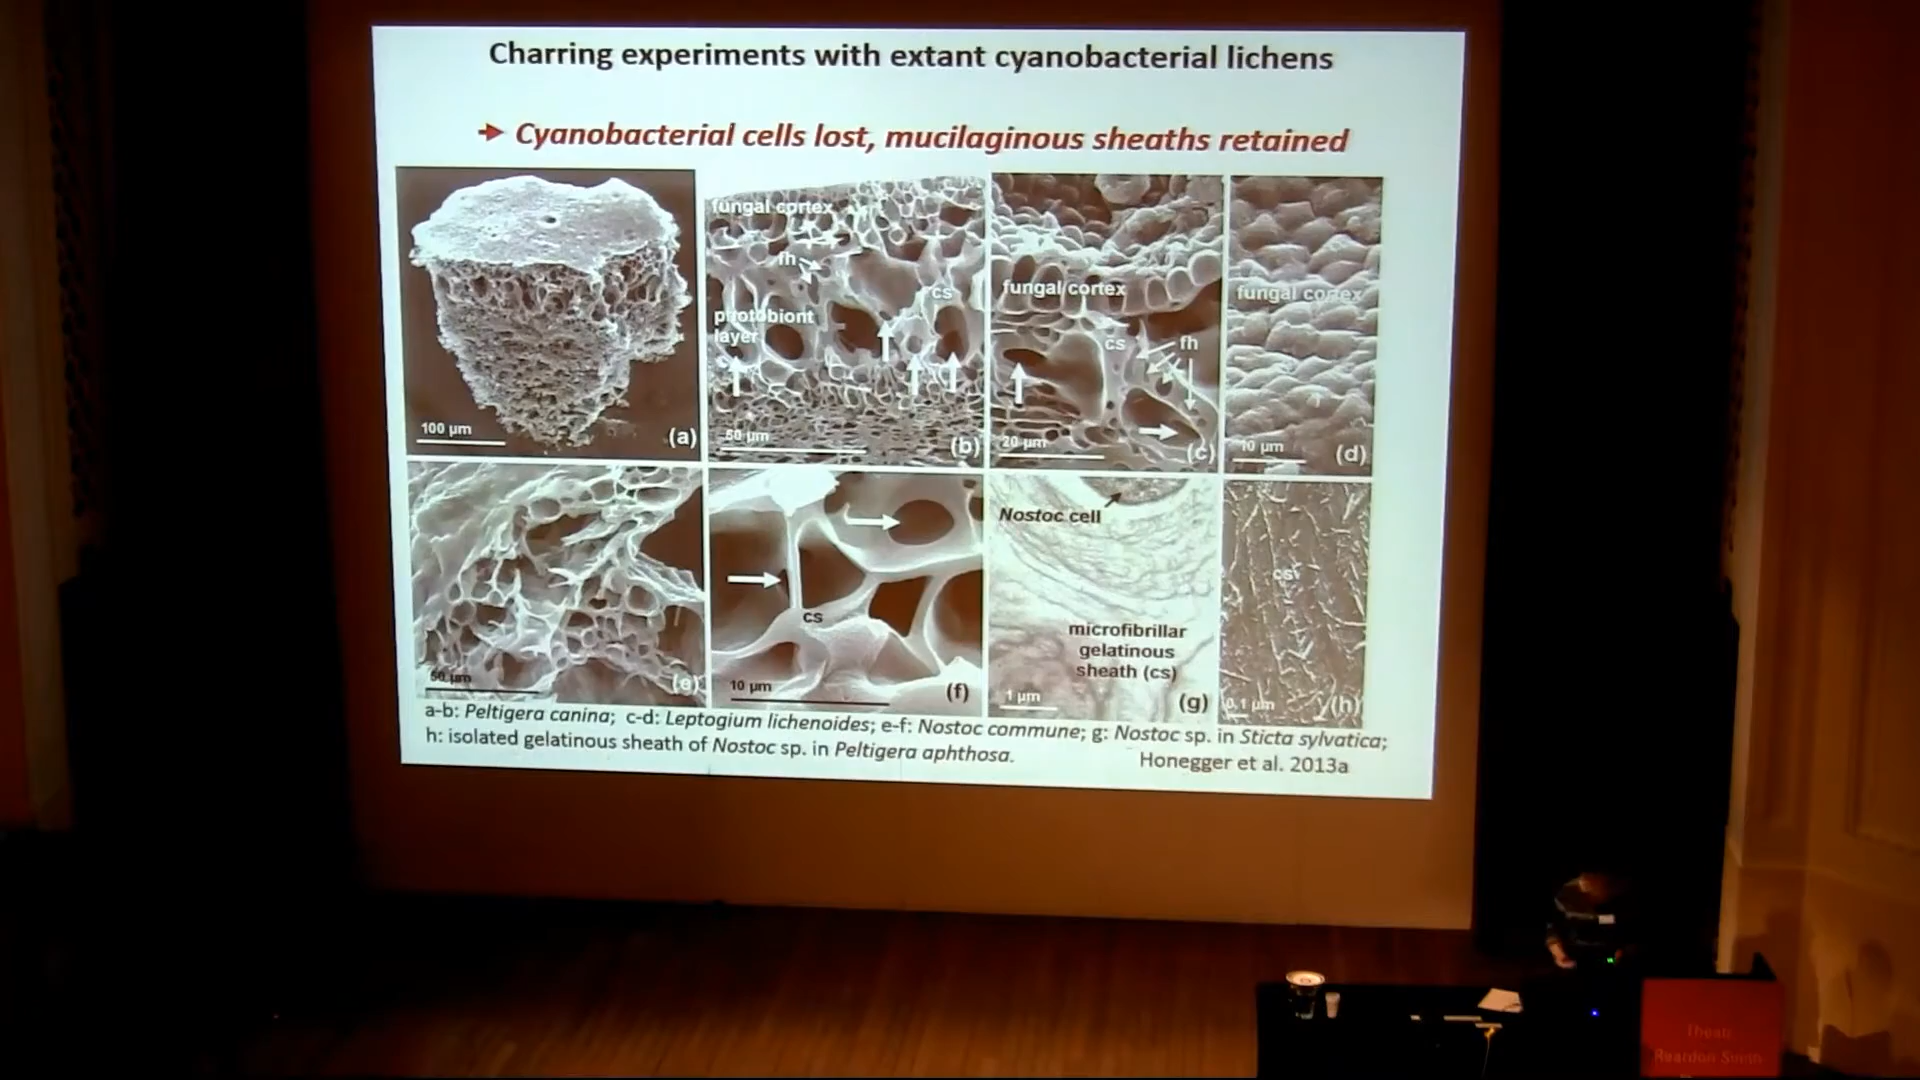 Charring experiments with extant cyanobacterial lichens
Cyanobacterial cells lost, mucilaginous sheaths retained
fungal cortex
fh
cs
photobiont
layer
100 µm
(a)
50 µm
(b)
fungal cortex
cs
fh
20 µm
(c)
fungal cortex
10 µm
(d)
50 µm
(e)
cs
10 µm
(f)
Nostoc cell
microfibrillar
gelatinous
sheath (cs)
1 µm
(g)
cs
0.1 µm
(h)
a-b: Peltigera canina; c-d: Leptogium lichenoides; e-f: Nostoc commune; g: Nostoc sp. in Sticta sylvatica;
h: isolated gelatinous sheath of Nostoc sp. in Peltigera aphthosa.
Honegger et al. 2013a
Reardon Smith